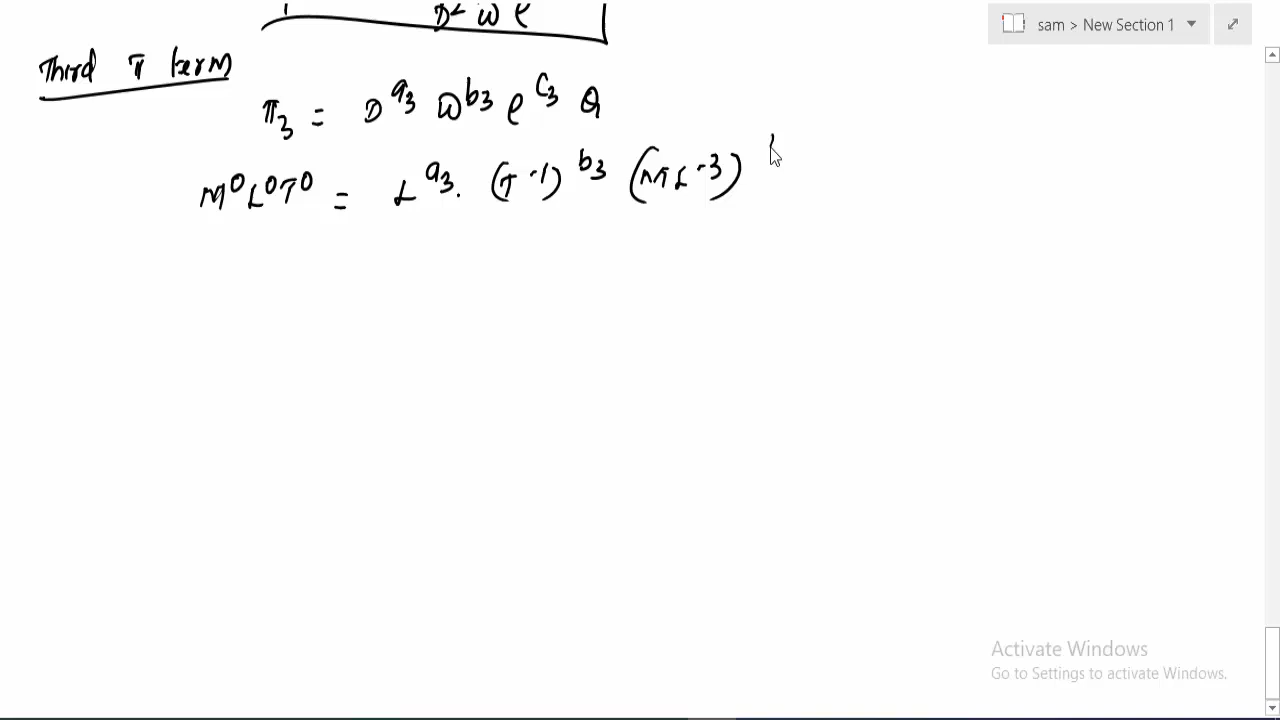 D² ω ρ
sam > New Section 1
Third π term
π₃ = D^a₃ ω^b₃ ρ^c₃ Q
M⁰L⁰T⁰ = L^a₃. (T⁻¹)^b₃ (ML⁻³)
Activate Windows
Go to Settings to activate Windows.